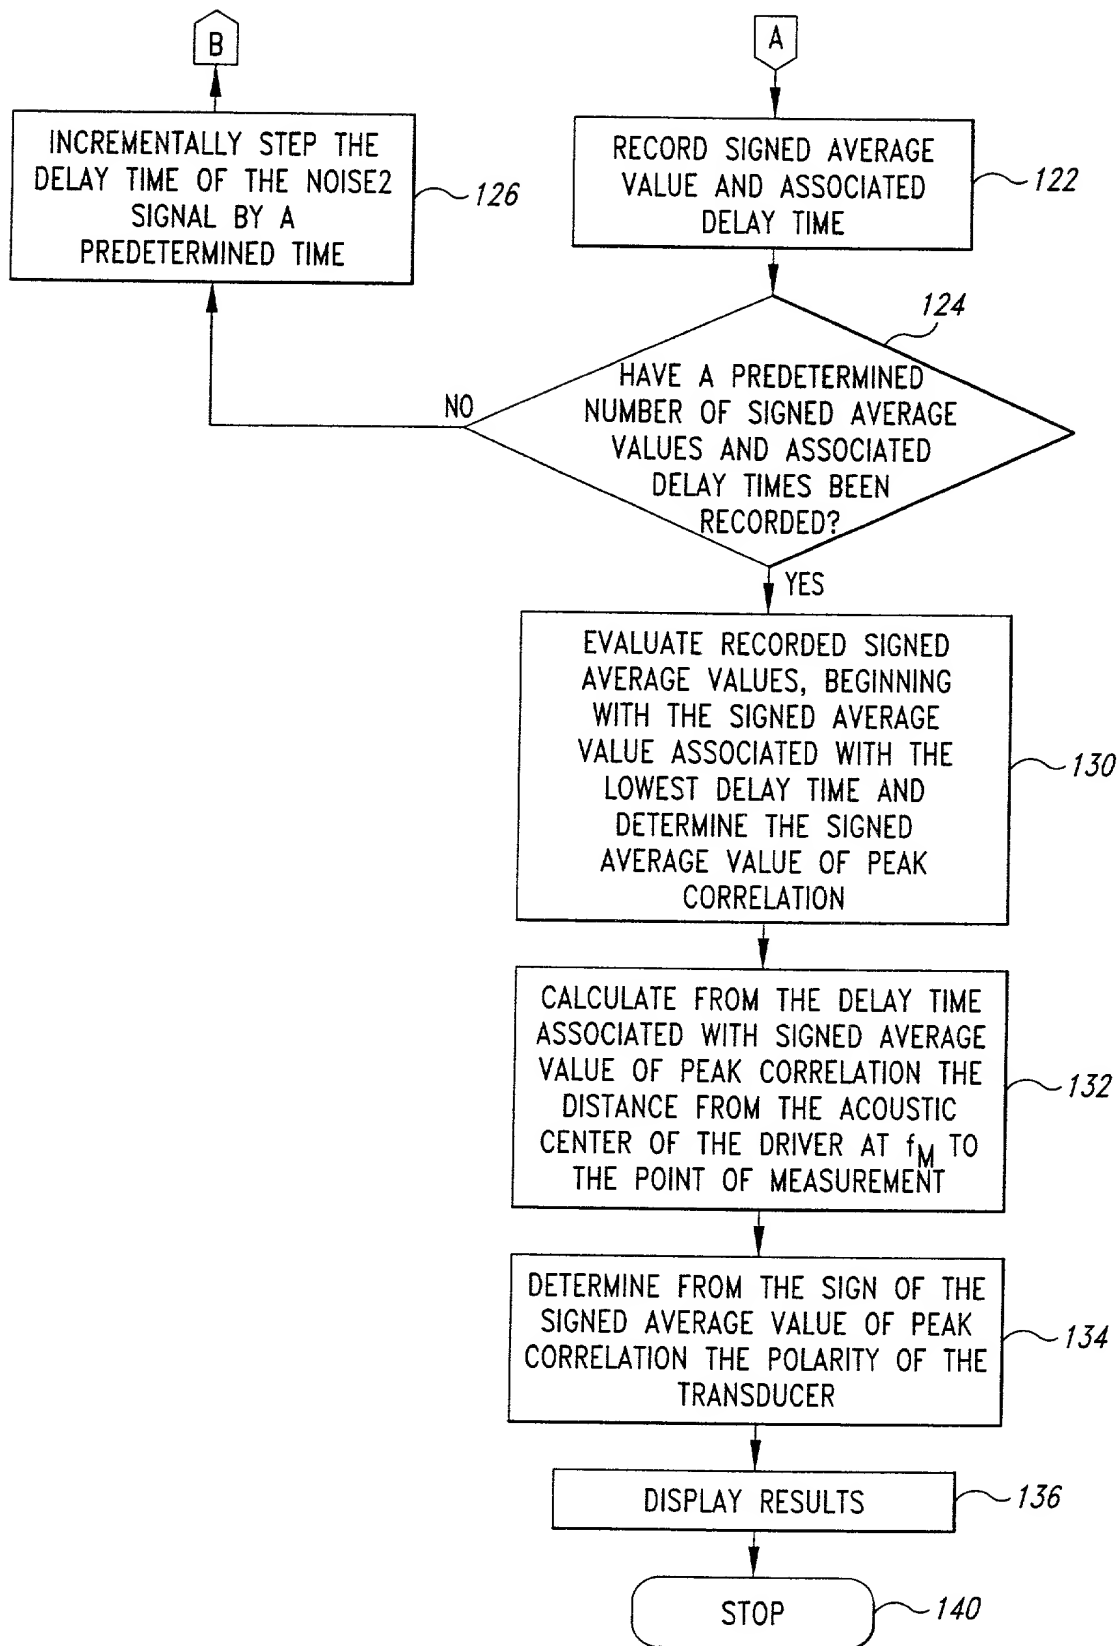 B
A
INCREMENTALLY STEP THE
DELAY TIME OF THE NOISE2
SIGNAL BY A
PREDETERMINED TIME
126
RECORD SIGNED AVERAGE
VALUE AND ASSOCIATED
DELAY TIME
122
124
HAVE A PREDETERMINED
NUMBER OF SIGNED AVERAGE
VALUES AND ASSOCIATED
DELAY TIMES BEEN
RECORDED?
NO
YES
EVALUATE RECORDED SIGNED
AVERAGE VALUES, BEGINNING
WITH THE SIGNED AVERAGE
VALUE ASSOCIATED WITH THE
LOWEST DELAY TIME AND
DETERMINE THE SIGNED
AVERAGE VALUE OF PEAK
CORRELATION
130
CALCULATE FROM THE DELAY TIME
ASSOCIATED WITH SIGNED AVERAGE
VALUE OF PEAK CORRELATION THE
DISTANCE FROM THE ACOUSTIC
CENTER OF THE DRIVER AT fM TO
THE POINT OF MEASUREMENT
132
DETERMINE FROM THE SIGN OF THE
SIGNED AVERAGE VALUE OF PEAK
CORRELATION THE POLARITY OF THE
TRANSDUCER
134
DISPLAY RESULTS
136
STOP
140